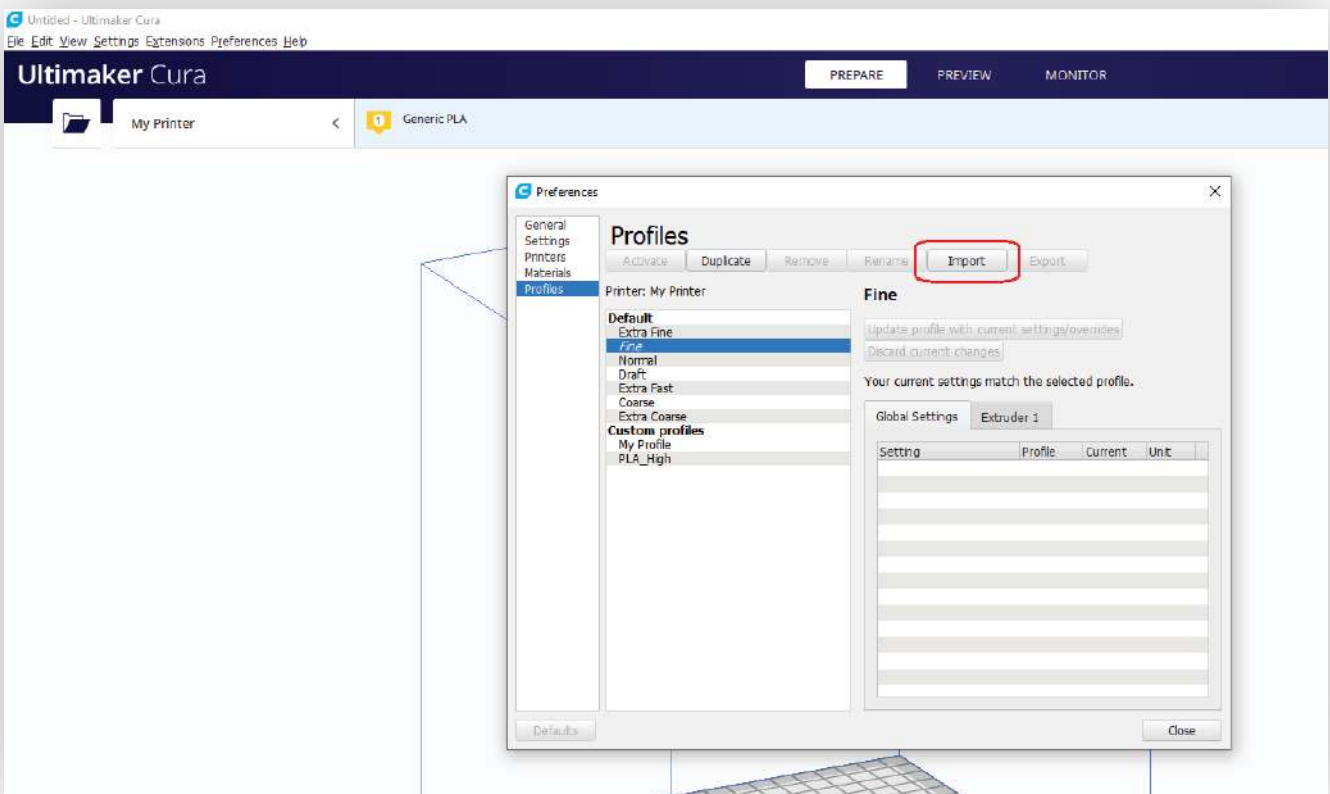 Untitled - Ultimaker Cura
File Edit View Settings Extensions Preferences Help
Ultimaker Cura
PREPARE PREVIEW MONITOR
My Printer
1 Generic PLA
Preferences
General
Settings
Printers
Materials
Profiles
Profiles
Activate Duplicate Remove Rename Import Export
Printer: My Printer
Default
Extra Fine
Fine
Normal
Draft
Extra Fast
Coarse
Extra Coarse
Custom profiles
My Profile
PLA_High
Fine
Update profile with current settings/overrides
Discard current changes
Your current settings match the selected profile.
Global Settings Extruder 1
Setting Profile Current Unit
Defaults
Close